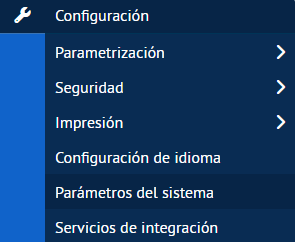 Configuración
Parametrización
Seguridad
Impresión
Configuración de idioma
Parámetros del sistema
Servicios de integración